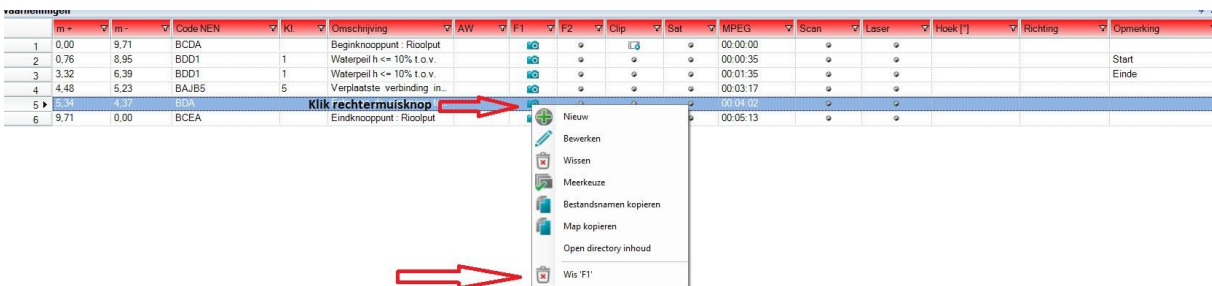 Waarnemingen
m + m - Code NEN Kl. Omschrijving AW F1 F2 Clip Sat MPEG Scan Laser Hoek [°] Richting Opmerking
1 0,00 9,71 BCDA Beginknooppunt : Rioolput 00:00:00
2 0,76 8,95 BDD1 1 Waterpeil h <= 10% t.o.v. 00:00:35 Start
3 3,32 6,39 BDD1 1 Waterpeil h <= 10% t.o.v. 00:01:35 Einde
4 4,48 5,23 BAJB5 5 Verplaatste verbinding in... 00:03:17
5 5,34 4,37 BDA Klik rechtermuisknop 00:04:02
6 9,71 0,00 BCEA Eindknooppunt : Rioolput 00:05:13
Nieuw
Bewerken
Wissen
Meerkeuze
Bestandsnamen kopieren
Map kopieren
Open directory inhoud
Wis 'F1'